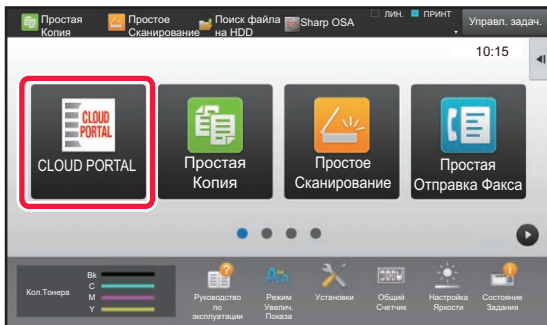 Простая
Копия
Простое
Сканирование
Поиск файла
на HDD
Sharp OSA
ЛИН.
ПРИНТ
Управл. задач.
10:15
CLOUD
PORTAL
CLOUD PORTAL
Простая
Копия
Простое
Сканирование
Простая
Отправка Факса
Кол.Тонера
Bk
C
M
Y
Руководство
по
эксплуатации
Режим
Увелич.
Показа
Установки
Общий
Счетчик
Настройка
Яркости
Состояние
Задания